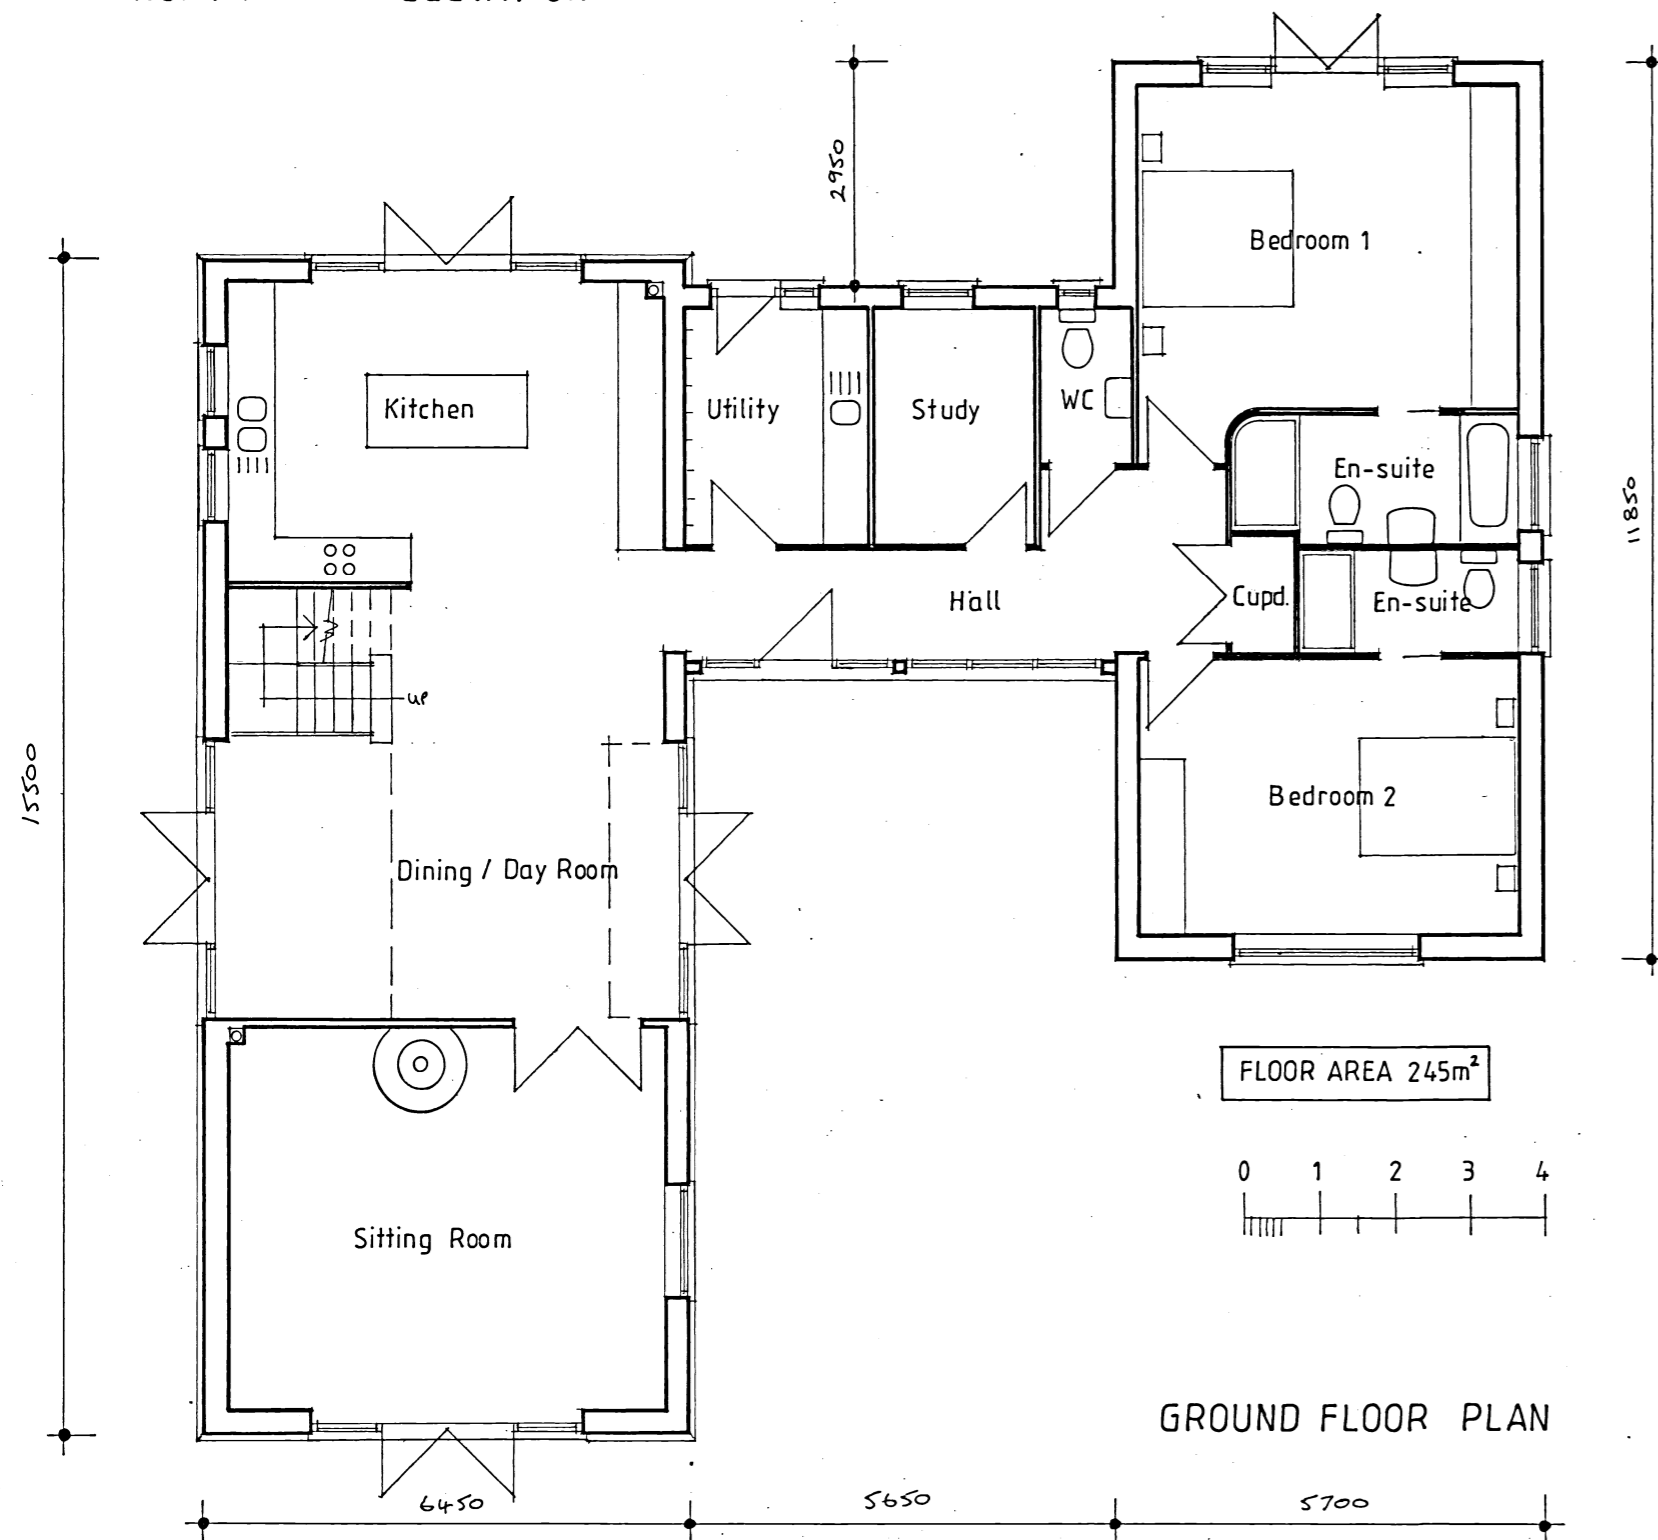 2950
Bedroom 1
Kitchen
Utility
Study
WC
En-suite
11850
Hall
Cupd.
En-suite
UP
15500
Bedroom 2
Dining / Day Room
FLOOR AREA 245m²
0 1 2 3 4
Sitting Room
GROUND FLOOR PLAN
6450
5650
5700